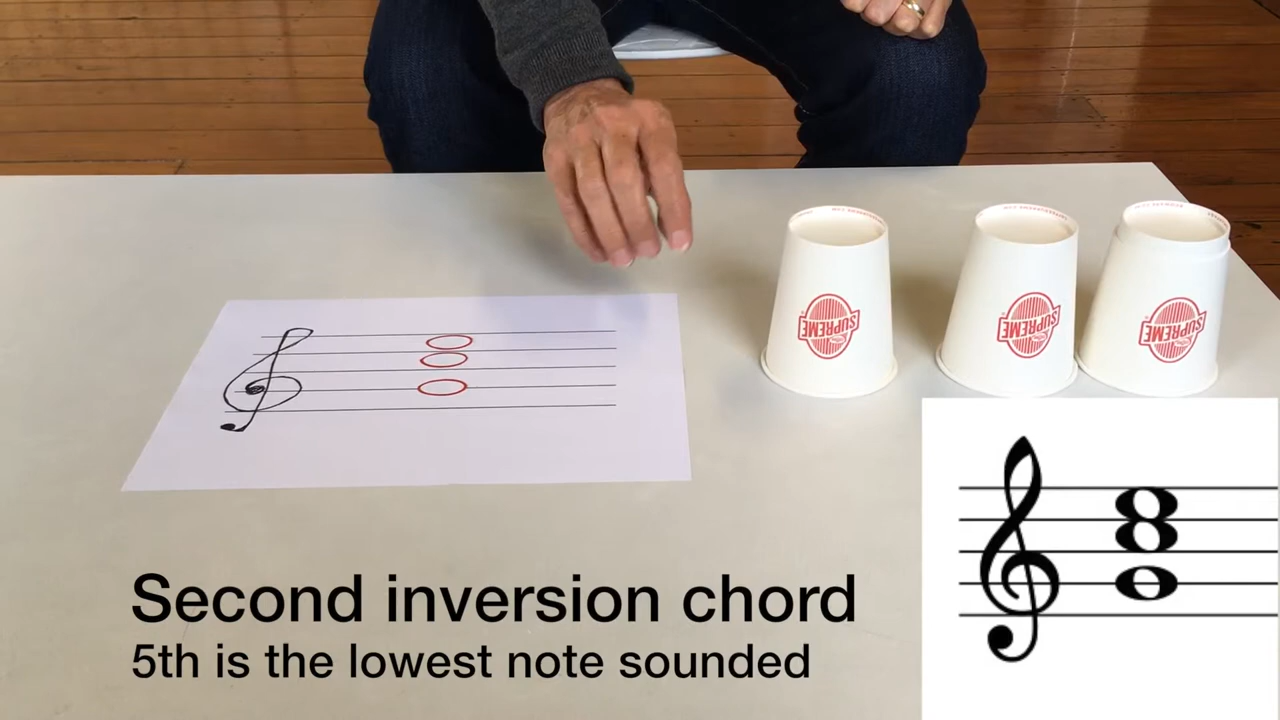 SUPREME
SUPREME
SUPREME
Second inversion chord
5th is the lowest note sounded